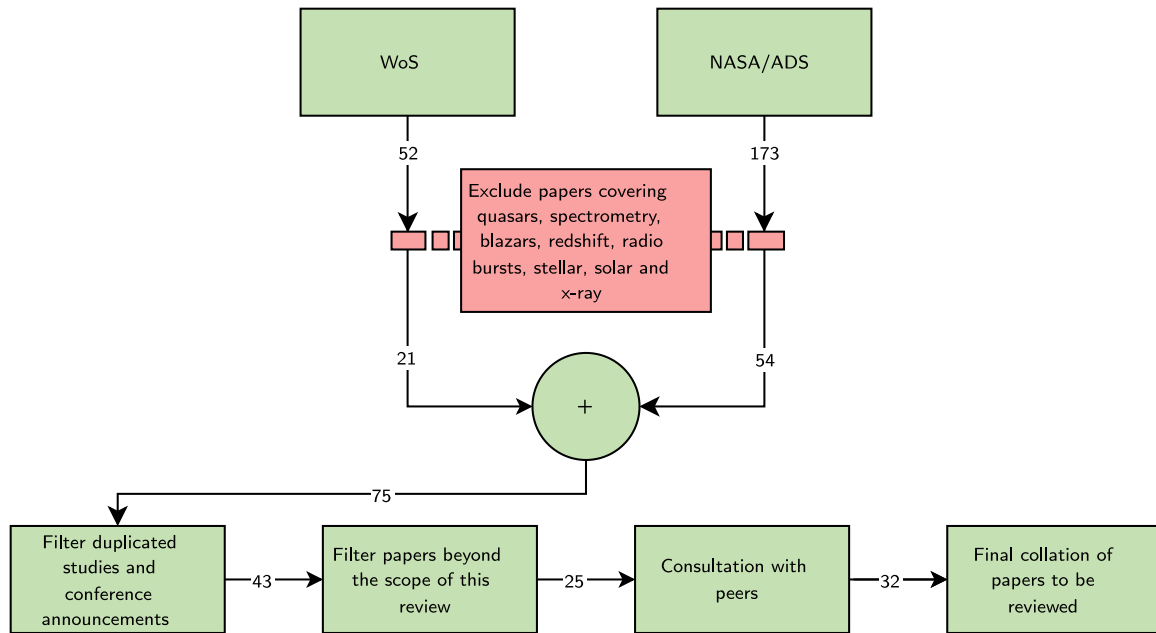 WoS
NASA/ADS
52
173
Exclude papers covering
quasars, spectrometry,
blazars, redshift, radio
bursts, stellar, solar and
x-ray
21
54
+
75
Filter duplicated
studies and
conference
announcements
43
Filter papers beyond
the scope of this
review
25
Consultation with
peers
32
Final collation of
papers to be
reviewed